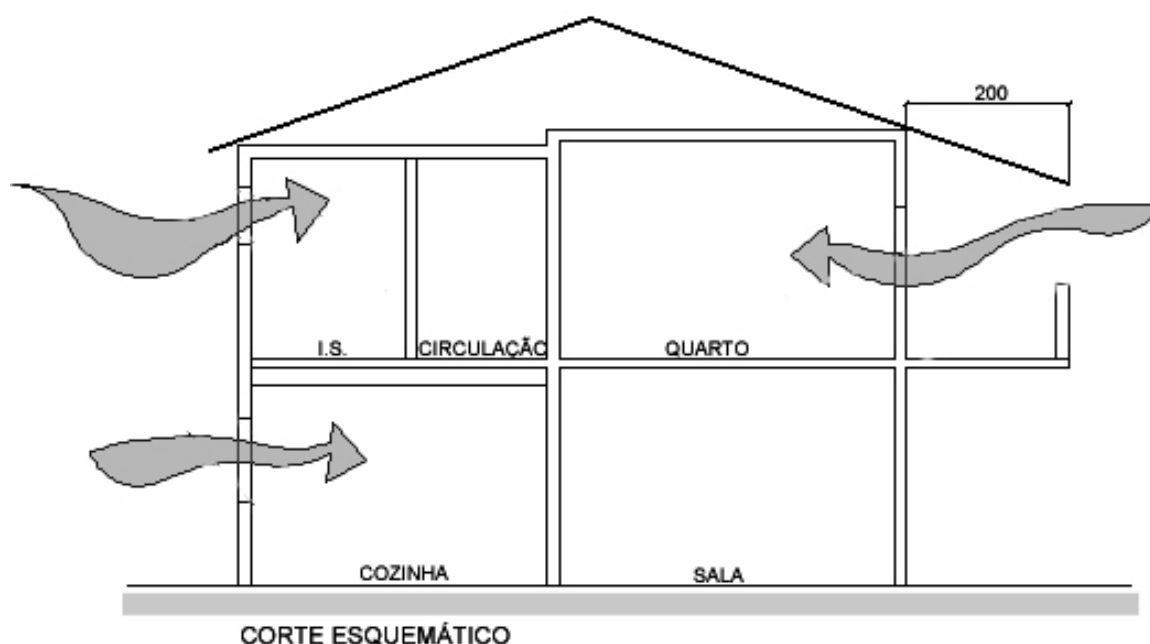 200
I.S.
CIRCULAÇÃO
QUARTO
COZINHA
SALA
CORTE ESQUEMÁTICO